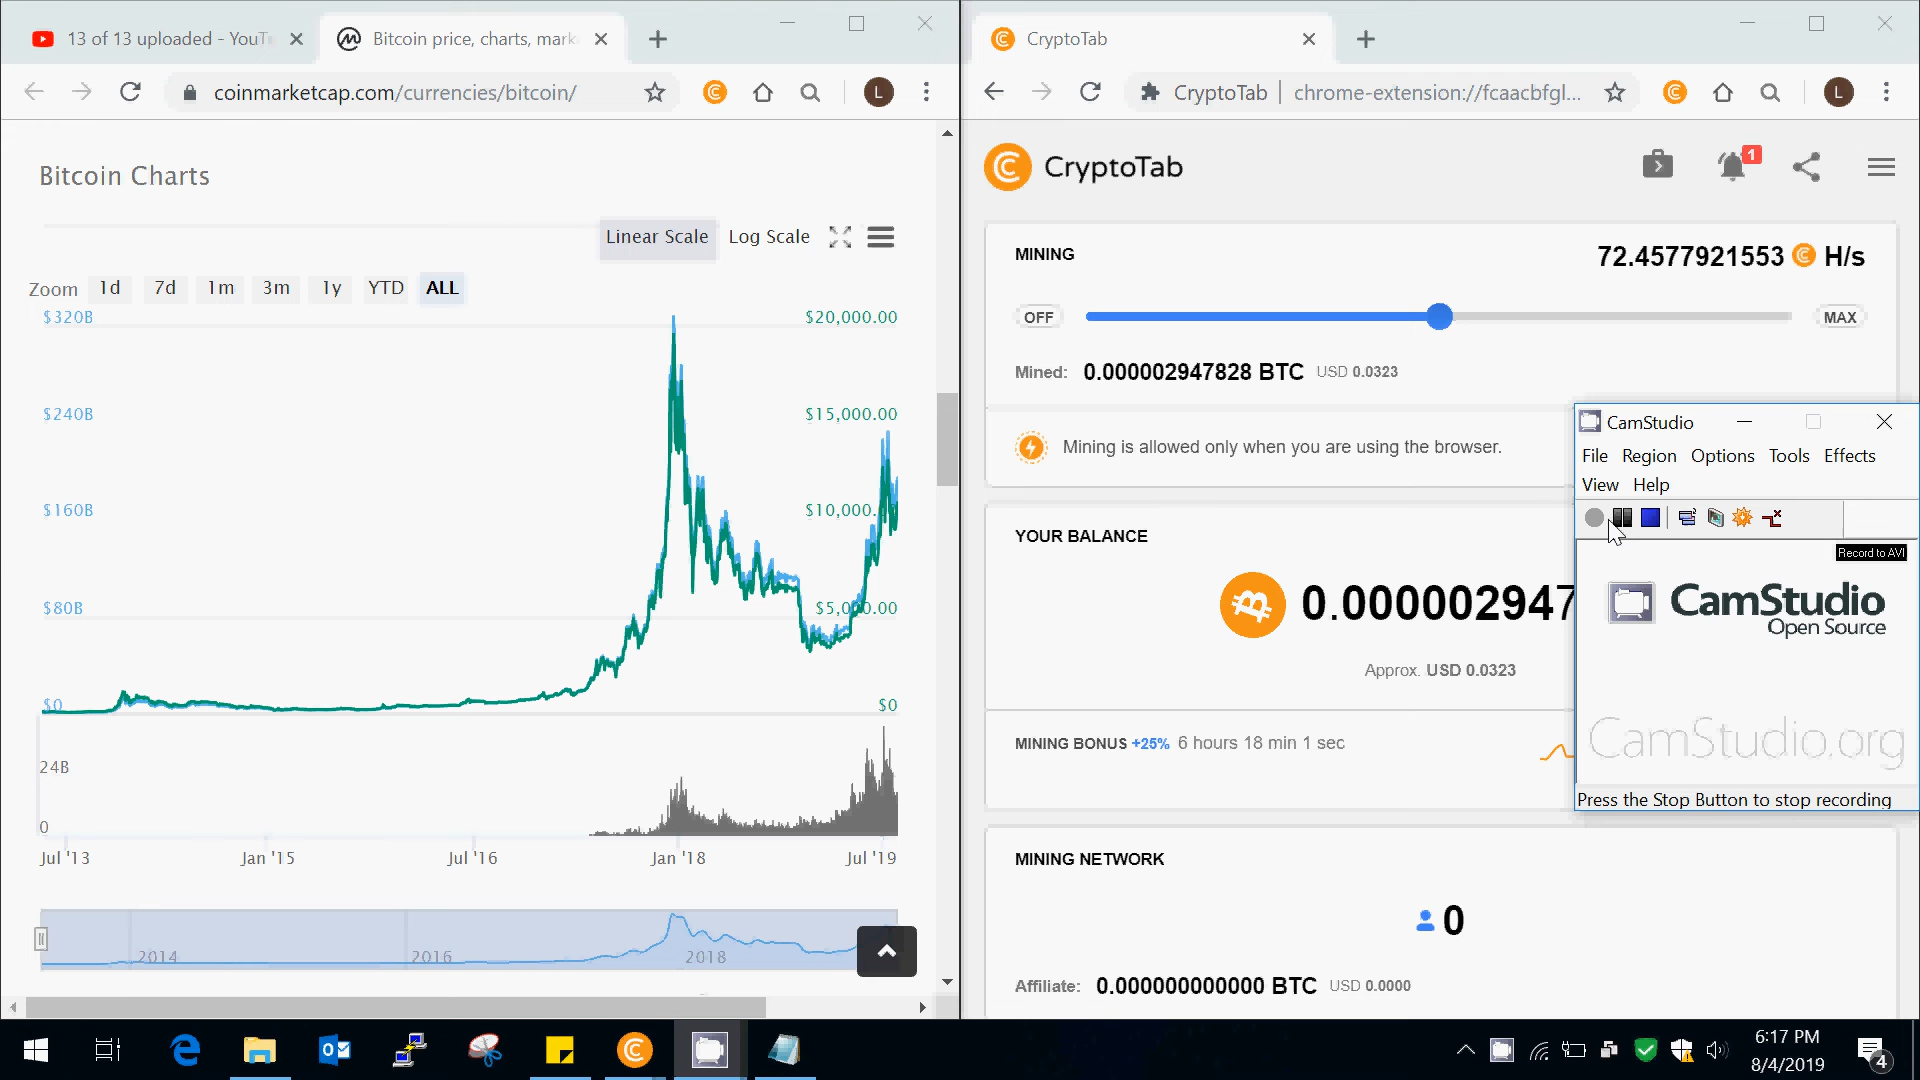 13 of 13 uploaded - YouT
Bitcoin price, charts, mark
coinmarketcap.com/currencies/bitcoin/
L
Bitcoin Charts
Linear Scale
Log Scale
Zoom 1d 7d 1m 3m 1y YTD ALL
$320B $20,000.00
$240B $15,000.00
$160B $10,000.
$80B $5,000.00
$0 $0
24B
0
Jul '13 Jan '15 Jul '16 Jan '18 Jul '19
2014 2016 2018
CryptoTab
CryptoTab chrome-extension://fcaacbfgl...
L
CryptoTab
1
MINING 72.4577921553 H/s
OFF MAX
Mined: 0.000002947828 BTC USD 0.0323
Mining is allowed only when you are using the browser.
YOUR BALANCE
0.000002947
Approx. USD 0.0323
MINING BONUS +25% 6 hours 18 min 1 sec
MINING NETWORK
0
Affiliate: 0.000000000000 BTC USD 0.0000
CamStudio
File Region Options Tools Effects
View Help
Record to AVI
CamStudio
Open Source
CamStudio.org
Press the Stop Button to stop recording
6:17 PM
8/4/2019
4